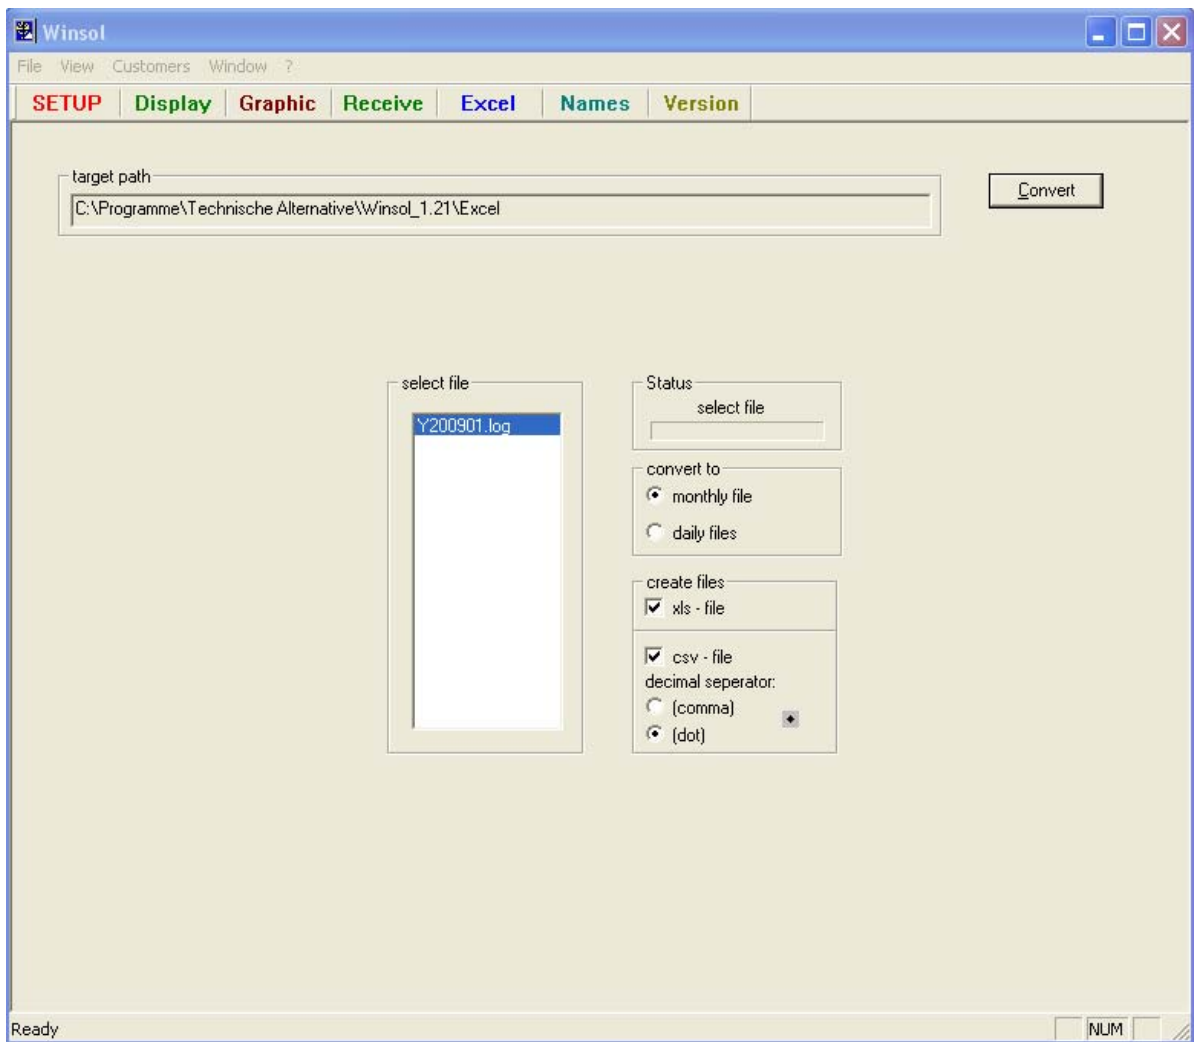 Winsol
File View Customers Window ?
SETUP Display Graphic Receive Excel Names Version
target path
C:\Programme\Technische Alternative\Winsol_1.21\Excel
Convert
select file
Y200901.log
Status
select file
convert to
monthly file
daily files
create files
xls - file
csv - file
decimal seperator:
(comma)
(dot)
Ready
NUM